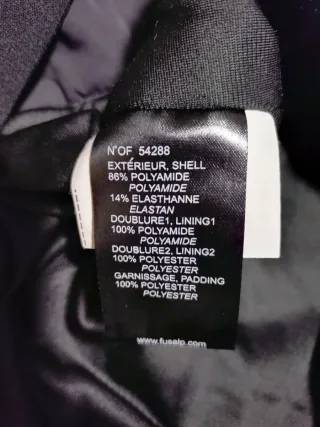 N°OF 54288
EXTÉRIEUR, SHELL
86% POLYAMIDE
POLYAMIDE
14% ELASTHANNE
ELASTAN
DOUBLURE1, LINING1
100% POLYAMIDE
POLYAMIDE
DOUBLURE2, LINING2
100% POLYESTER
POLYESTER
GARNISSAGE, PADDING
100% POLYESTER
POLYESTER
www.fusalp.com